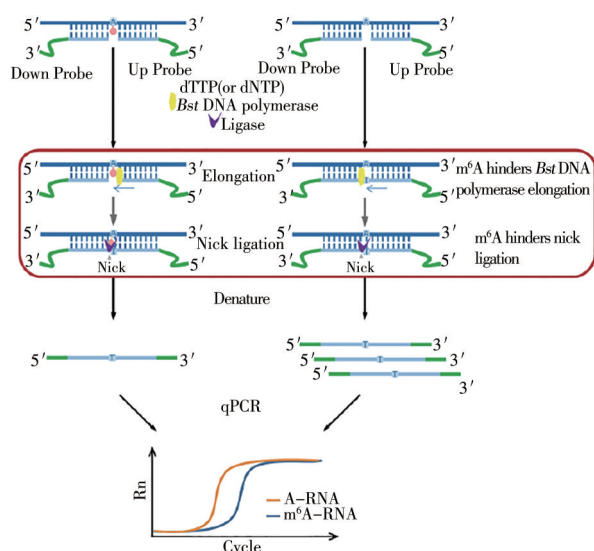 5′ 3′ 5′ 3′
3′ 5′ 3′ 5′
Down Probe Up Probe Down Probe Up Probe
dTTP(or dNTP)
Bst DNA polymerase
Ligase
5′ 3′ Elongation 5′ 3′ m⁶A hinders Bst DNA
3′ 5′ 3′ 5′ polymerase elongation
5′ 3′ 5′ 3′ m⁶A hinders nick
Nick ligation ligation
3′ Nick 5′ 3′ Nick 5′
Denature
5′ T 3′ 5′ T 3′
5′ T 3′
5′ T 3′
qPCR
Rn
A-RNA
m⁶A-RNA
Cycle